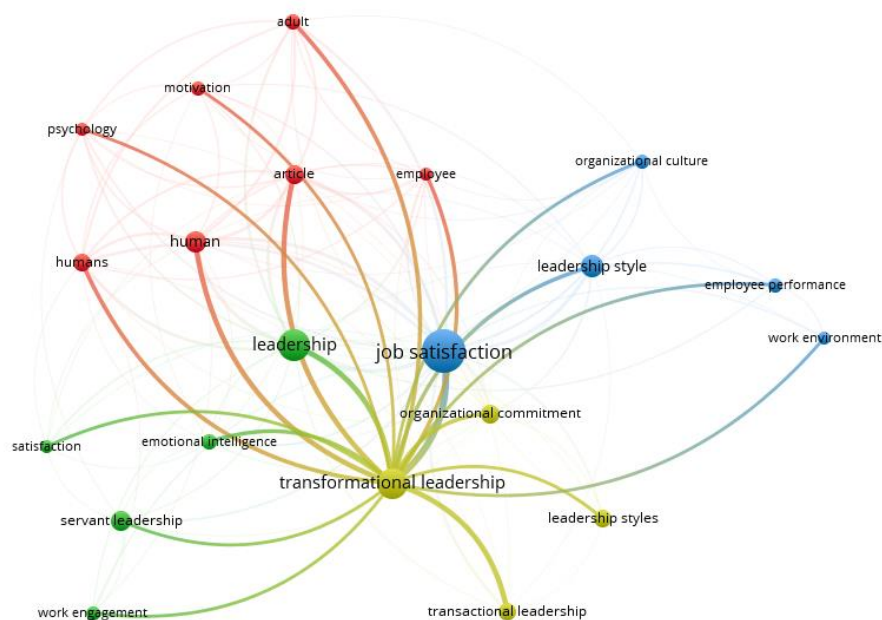 adult
motivation
psychology
organizational culture
article
employee
human
humans
leadership style
employee performance
work environment
leadership
job satisfaction
organizational commitment
emotional intelligence
satisfaction
transformational leadership
servant leadership
leadership styles
work engagement
transactional leadership